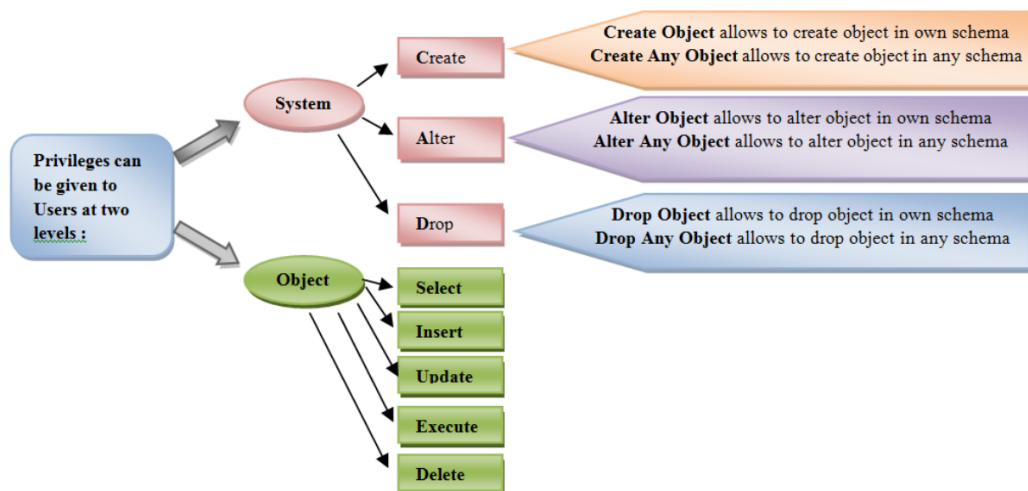 Privileges can
be given to
Users at two
levels :
System
Create
Create Object allows to create object in own schema
Create Any Object allows to create object in any schema
Alter
Alter Object allows to alter object in own schema
Alter Any Object allows to alter object in any schema
Drop
Drop Object allows to drop object in own schema
Drop Any Object allows to drop object in any schema
Object
Select
Insert
Update
Execute
Delete